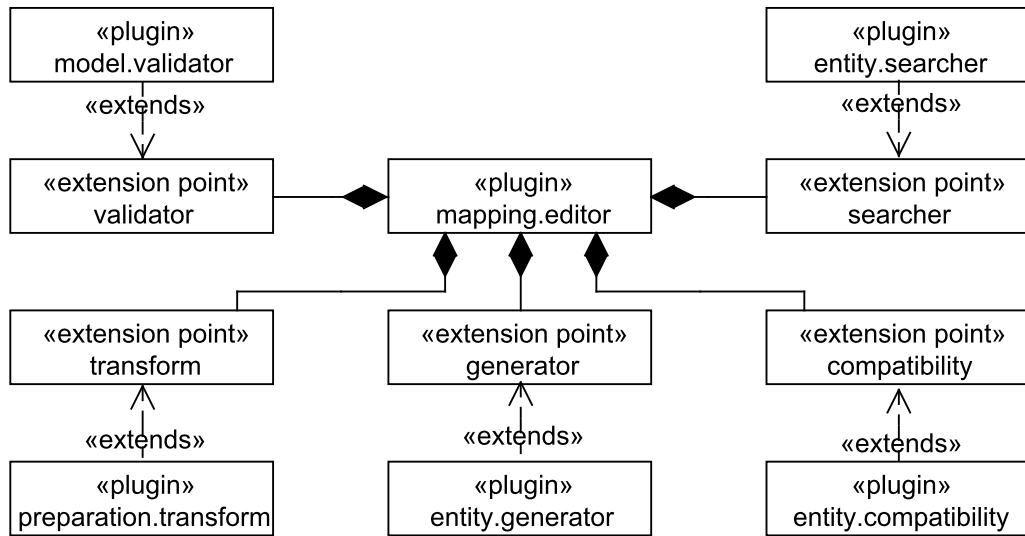 «plugin»
model.validator
«plugin»
entity.searcher
«extends»
«extends»
«extension point»
validator
«plugin»
mapping.editor
«extension point»
searcher
«extension point»
transform
«extension point»
generator
«extension point»
compatibility
«extends»
«extends»
«extends»
«plugin»
preparation.transform
«plugin»
entity.generator
«plugin»
entity.compatibility